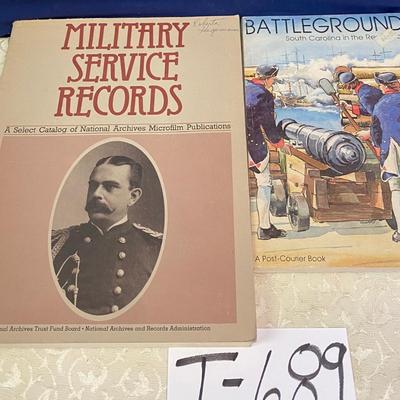 MILITARY
SERVICE
RECORDS
A Select Catalog of National Archives Microfilm Publications
nal Archives Trust Fund Board • National Archives and Records Administration
BATTLEGROUND
South Carolina in the Re
A Post-Courier Book
T-689